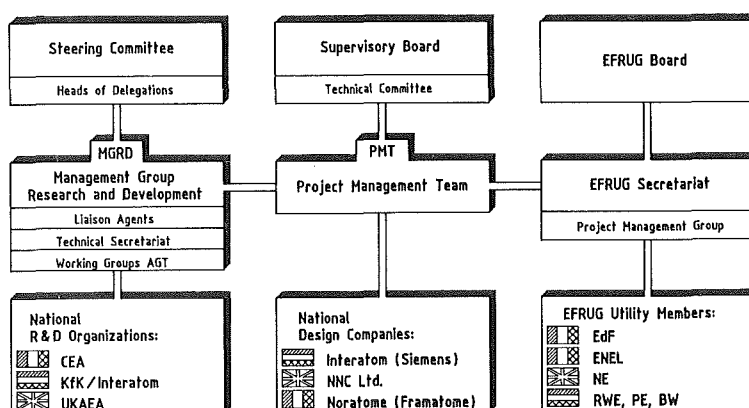 Steering Committee
Heads of Delegations
MGRD
Management Group
Research and Development
Liaison Agents
Technical Secretariat
Working Groups AGT
National
R & D Organizations:
CEA
KfK / Interatom
UKAEA
Supervisory Board
Technical Committee
PMT
Project Management Team
National
Design Companies:
Interatom (Siemens)
NNC Ltd.
Noratome (Framatome)
EFRUG Board
EFRUG Secretariat
Project Management Group
EFRUG Utility Members:
EdF
ENEL
NE
RWE, PE, BW